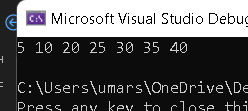 Microsoft Visual Studio Debug
5 10 20 25 30 35 40
C:\Users\umars\OneDrive\De
Press any key to close th